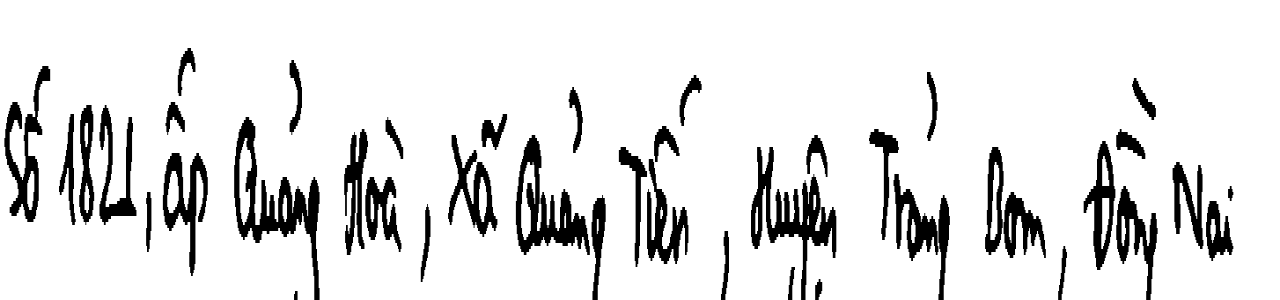 Số 1821, ấp Quảng Hoà, Xã Quảng Tiến, Huyện Trảng Bom, Đồng Nai